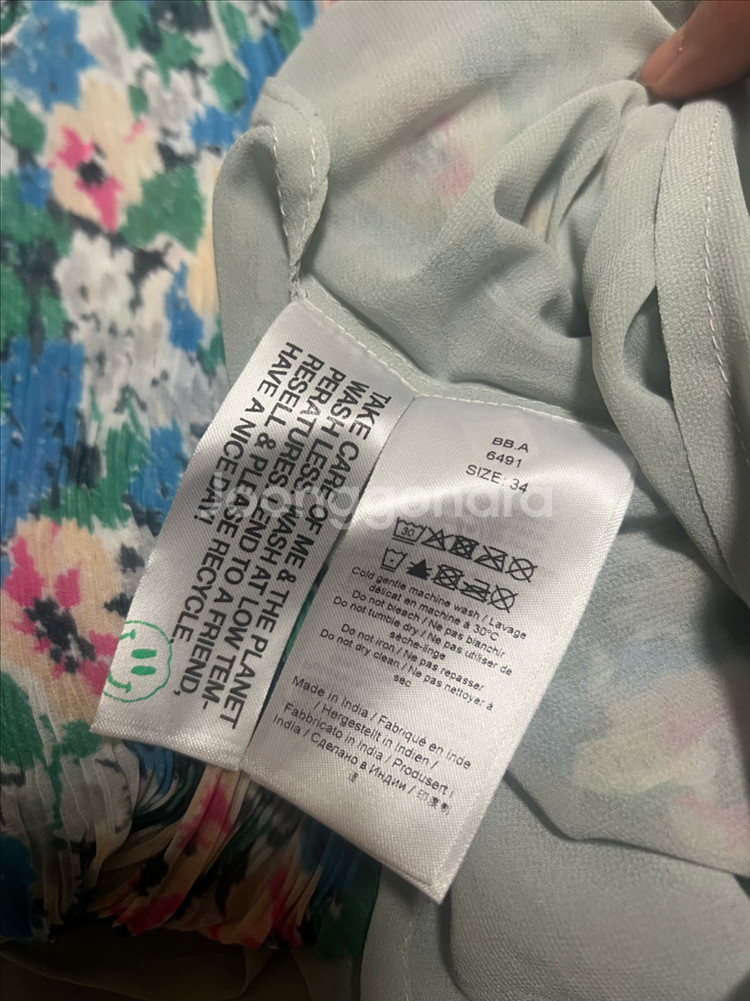 TAKE CARE OF ME & THE PLANET
WASH LESS, WASH AT LOW TEM-
PERATURES, LEND TO A FRIEND,
RESELL & PLEASE RECYCLE.
HAVE A NICE DAY!
BB.A
6491
SIZE: 34
joonggonara
30
Cold gentle machine wash / Lavage
délicat en machine à 30°C
Do not bleach / Ne pas blanchir
Do not tumble dry / Ne pas utiliser de
sèche-linge
Do not iron / Ne pas repasser
Do not dry clean / Ne pas nettoyer à
sec
Made in India / Fabriqué en Inde
/ Hergestellt in Indien /
Fabbricato in India / Produsert i
India / Сделано в Индии /